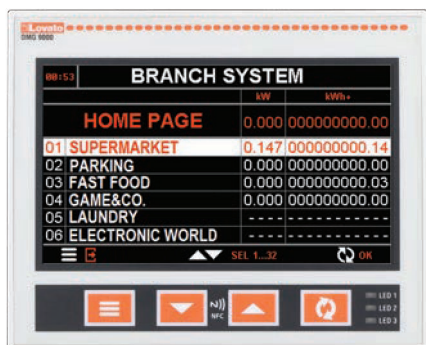 Lovato
DMG 9000
00:53 BRANCH SYSTEM
kW kWh+
HOME PAGE 0.000 000000000.00
01 SUPERMARKET 0.147 000000000.14
02 PARKING 0.000 000000000.00
03 FAST FOOD 0.000 000000000.03
04 GAME&CO. 0.000 000000000.00
05 LAUNDRY ---- ------------
06 ELECTRONIC WORLD ---- ------------
SEL 1...32 OK
NFC
LED 1
LED 2
LED 3